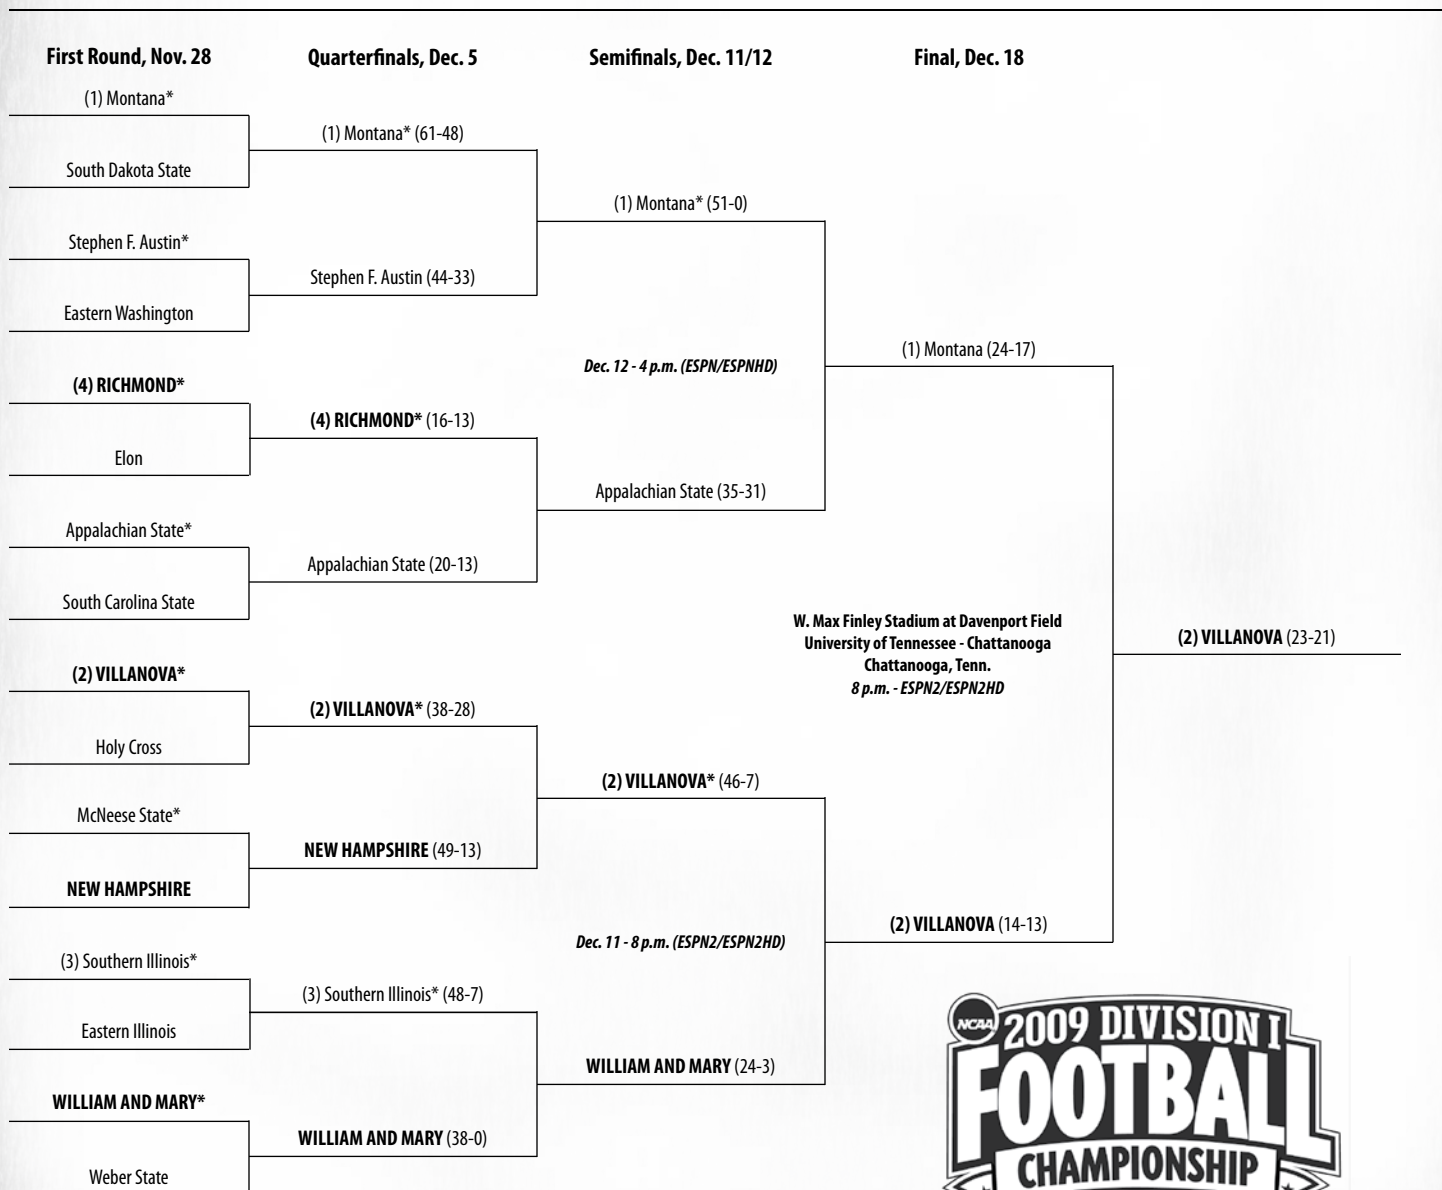 First Round, Nov. 28
Quarterfinals, Dec. 5
Semifinals, Dec. 11/12
Final, Dec. 18
(1) Montana*
South Dakota State
Stephen F. Austin*
Eastern Washington
(4) RICHMOND*
Elon
Appalachian State*
South Carolina State
(2) VILLANOVA*
Holy Cross
McNeese State*
NEW HAMPSHIRE
(3) Southern Illinois*
Eastern Illinois
WILLIAM AND MARY*
Weber State
(1) Montana* (61-48)
Stephen F. Austin (44-33)
(4) RICHMOND* (16-13)
Appalachian State (20-13)
(2) VILLANOVA* (38-28)
NEW HAMPSHIRE (49-13)
(3) Southern Illinois* (48-7)
WILLIAM AND MARY (38-0)
(1) Montana* (51-0)
Dec. 12 - 4 p.m. (ESPN/ESPNHD)
Appalachian State (35-31)
(2) VILLANOVA* (46-7)
Dec. 11 - 8 p.m. (ESPN2/ESPN2HD)
WILLIAM AND MARY (24-3)
(1) Montana (24-17)
W. Max Finley Stadium at Davenport Field
University of Tennessee - Chattanooga
Chattanooga, Tenn.
8 p.m. - ESPN2/ESPN2HD
(2) VILLANOVA (14-13)
(2) VILLANOVA (23-21)
NCAA
2009 DIVISION I
FOOTBALL
CHAMPIONSHIP